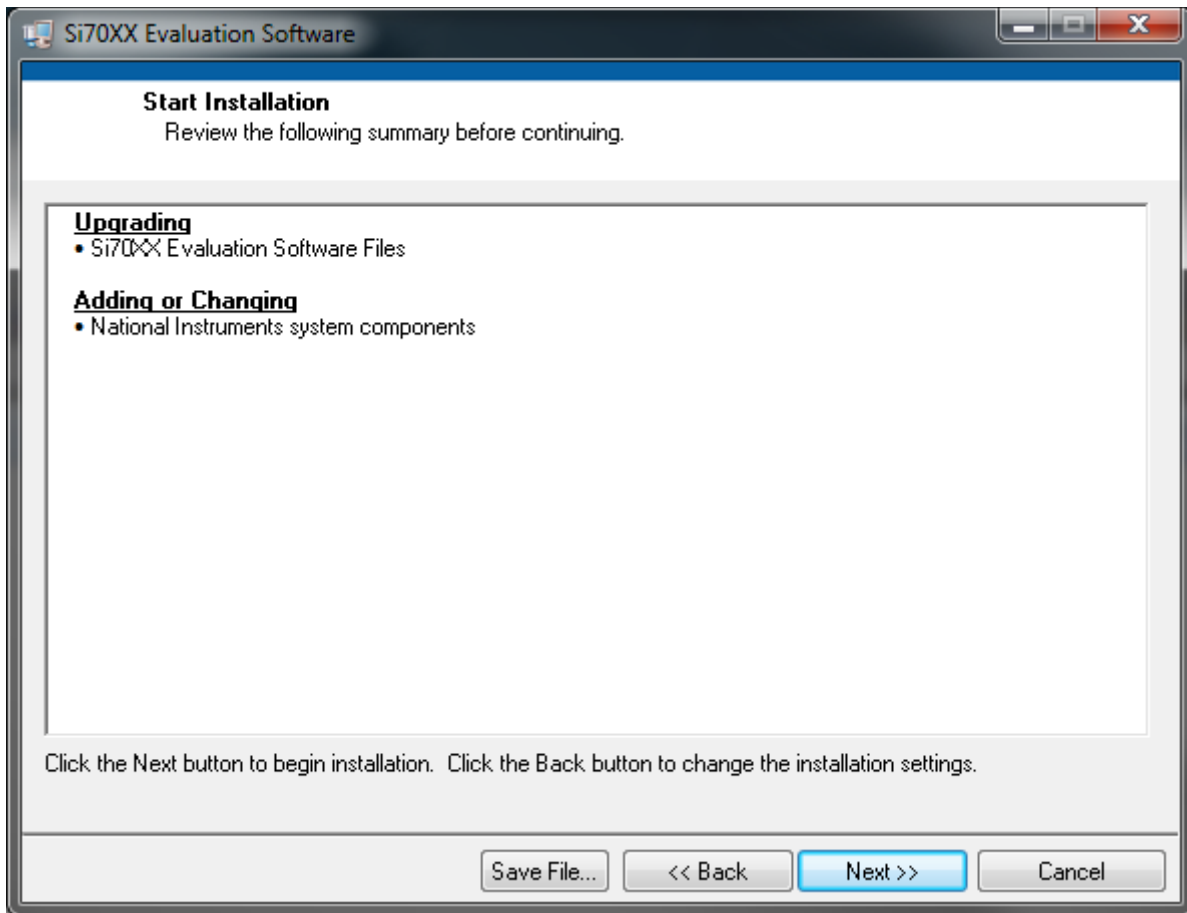 Si70XX Evaluation Software
Start Installation
Review the following summary before continuing.
Upgrading
• Si70XX Evaluation Software Files
Adding or Changing
• National Instruments system components
Click the Next button to begin installation.  Click the Back button to change the installation settings.
Save File...
<< Back
Next >>
Cancel